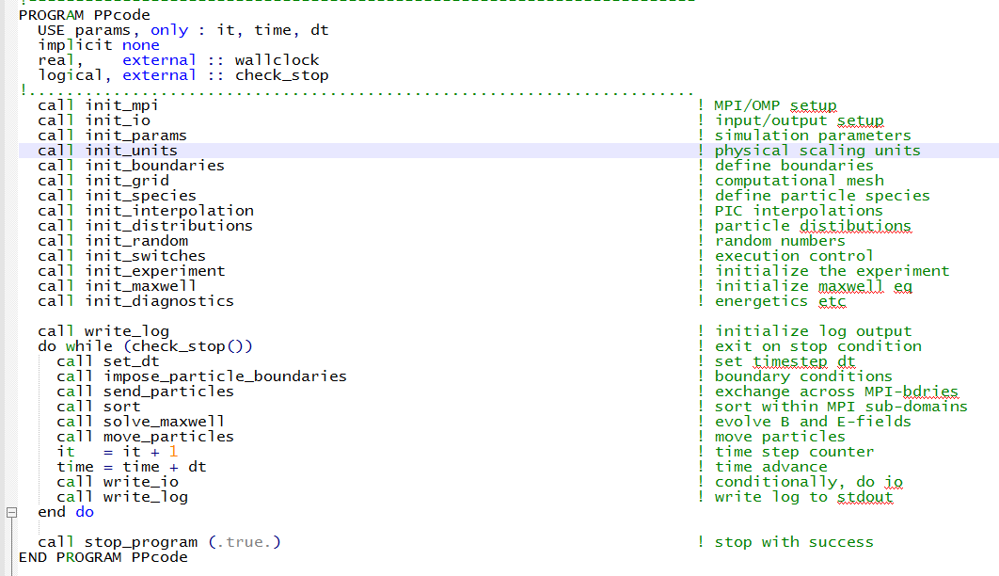 PROGRAM PPcode
USE params, only : it, time, dt
implicit none
real,    external :: wallclock
logical, external :: check_stop
!.......................................................................
call init_mpi ! MPI/OMP setup
call init_io ! input/output setup
call init_params ! simulation parameters
call init_units ! physical scaling units
call init_boundaries ! define boundaries
call init_grid ! computational mesh
call init_species ! define particle species
call init_interpolation ! PIC interpolations
call init_distributions ! particle distibutions
call init_random ! random numbers
call init_switches ! execution control
call init_experiment ! initialize the experiment
call init_maxwell ! initialize maxwell eq
call init_diagnostics ! energetics etc
call write_log ! initialize log output
do while (check_stop()) ! exit on stop condition
call set_dt ! set timestep dt
call impose_particle_boundaries ! boundary conditions
call send_particles ! exchange across MPI-bdries
call sort ! sort within MPI sub-domains
call solve_maxwell ! evolve B and E-fields
call move_particles ! move particles
it   = it + 1 ! time step counter
time = time + dt ! time advance
call write_io ! conditionally, do io
call write_log ! write log to stdout
end do
call stop_program (.true.) ! stop with success
END PROGRAM PPcode